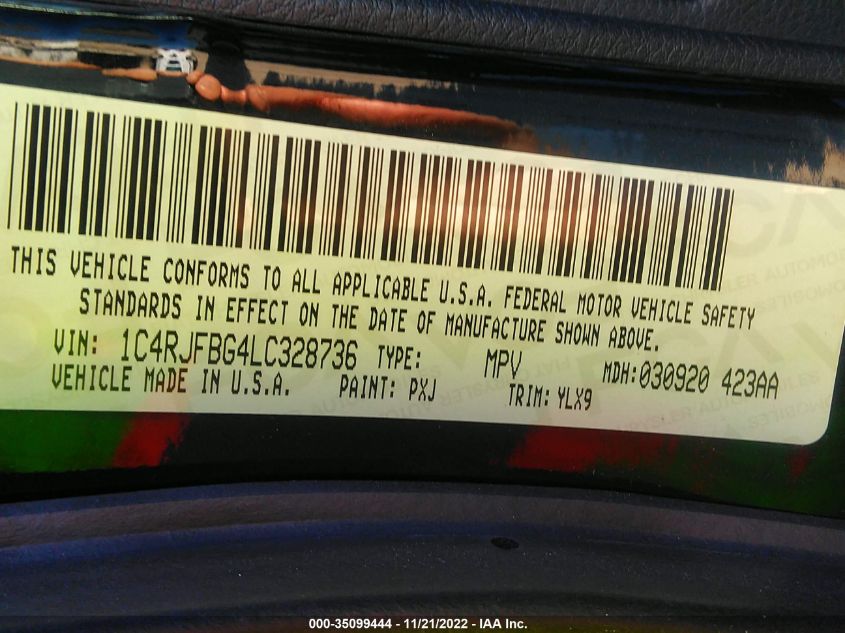 THIS VEHICLE CONFORMS TO ALL APPLICABLE U.S.A. FEDERAL MOTOR VEHICLE SAFETY
STANDARDS IN EFFECT ON THE DATE OF MANUFACTURE SHOWN ABOVE.
VIN: 1C4RJFBG4LC328736 TYPE: MPV MDH:030920 423AA
VEHICLE MADE IN U.S.A. PAINT: PXJ TRIM: YLX9
000-35099444 - 11/21/2022 - IAA Inc.